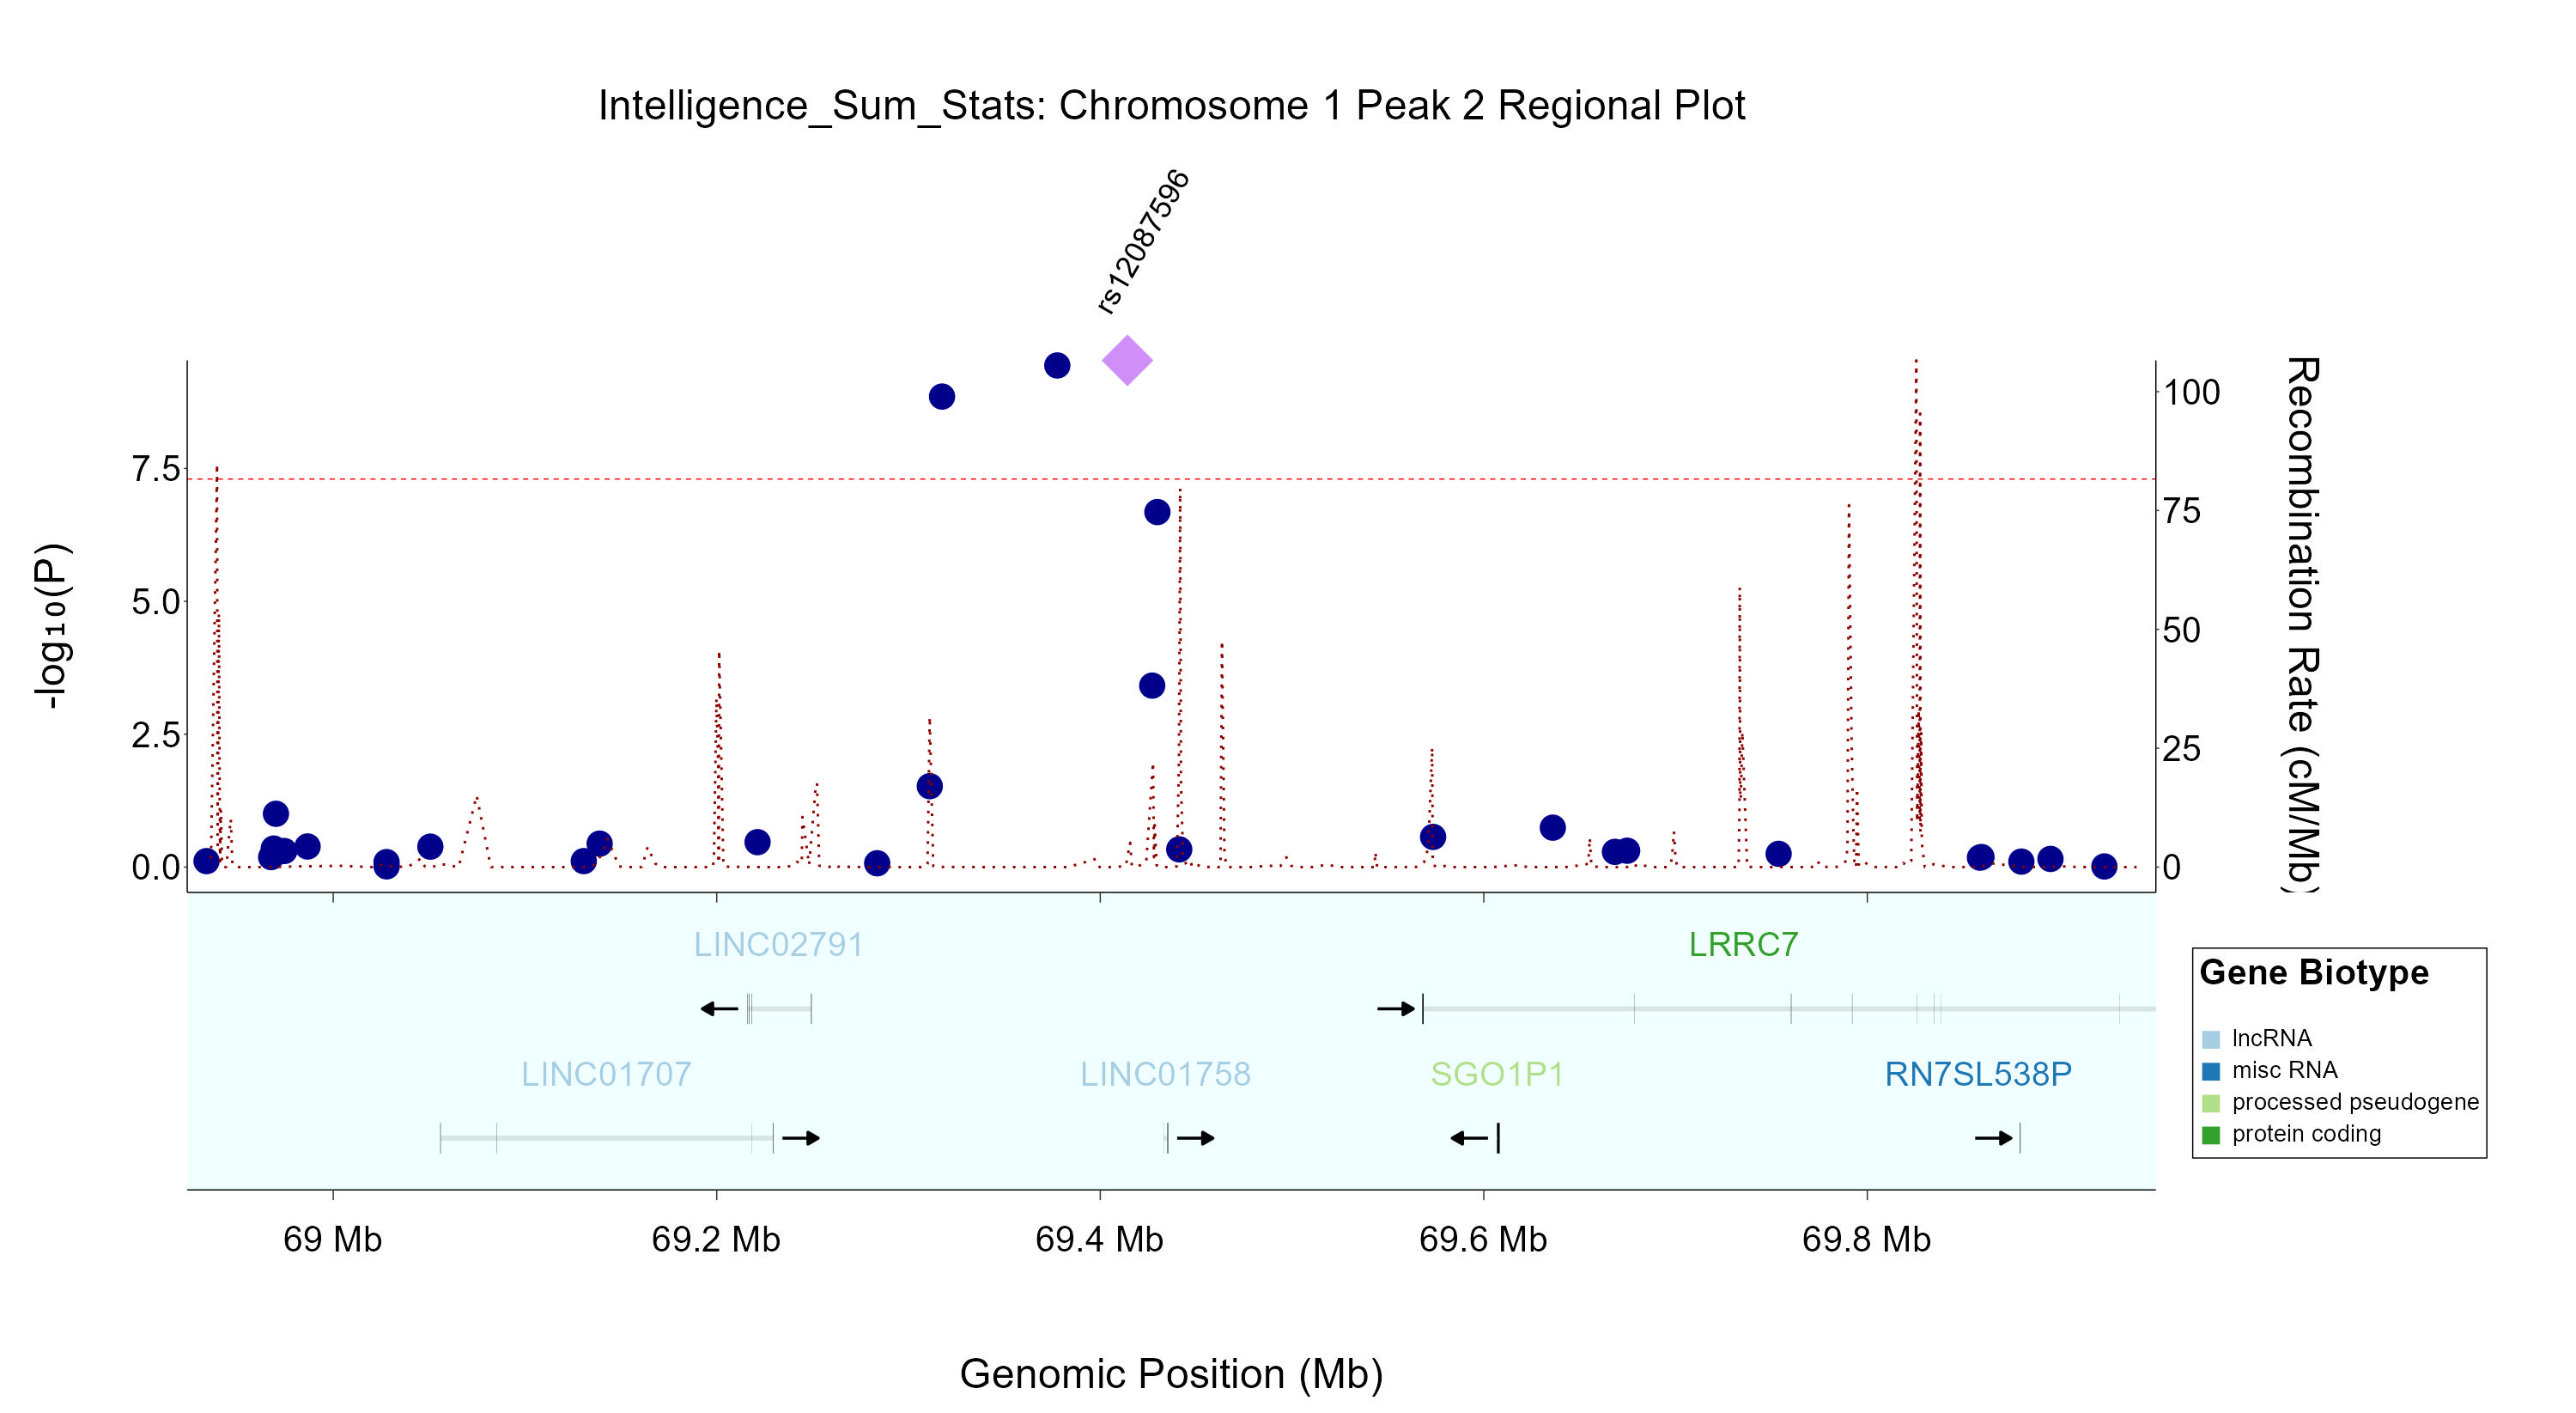 Intelligence_Sum_Stats: Chromosome 1 Peak 2 Regional Plot
rs12087596
-log₁₀(P)
7.5
5.0
2.5
0.0
100
75
50
25
0
Recombination Rate (cM/Mb)
LINC02791
LRRC7
LINC01707
LINC01758
SGO1P1
RN7SL538P
Gene Biotype
lncRNA
misc RNA
processed pseudogene
protein coding
69 Mb
69.2 Mb
69.4 Mb
69.6 Mb
69.8 Mb
Genomic Position (Mb)